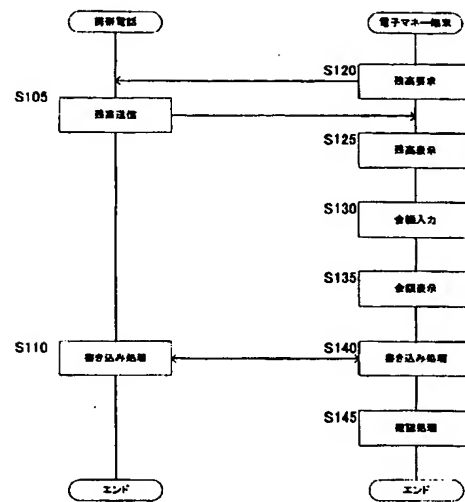 携帯電話
電子マネー端末
S120
残高要求
S105
残高送信
S125
残高表示
S130
金額入力
S135
金額表示
S110
書き込み処理
S140
書き込み処理
S145
確認処理
エンド
エンド